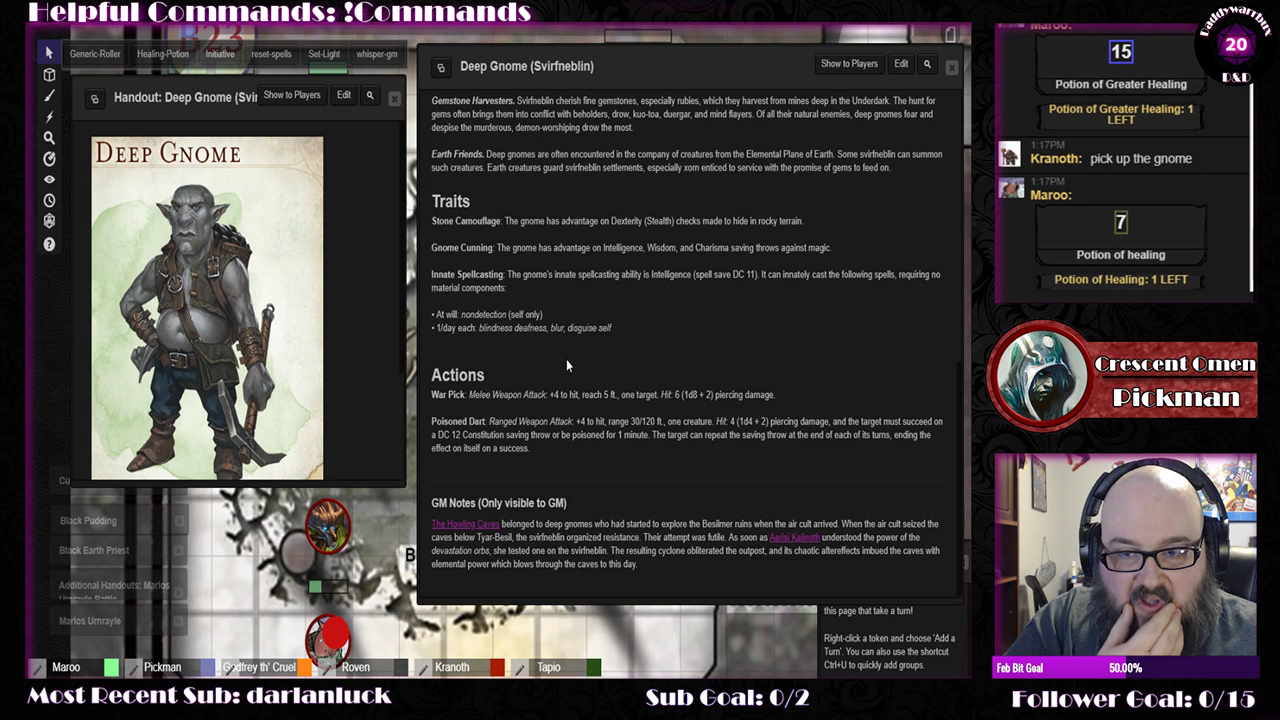 Helpful Commands: !Commands
B23
Generic-Roller
Healing-Potion
Initiative
reset-spells
Set-Light
whisper-gm
Handout: Deep Gnome (Svir
Show to Players
Edit
DEEP GNOME
Deep Gnome (Svirfneblin)
Show to Players
Edit
Gemstone Harvesters. Svirfneblin cherish fine gemstones, especially rubies, which they harvest from mines deep in the Underdark. The hunt for
gems often brings them into conflict with beholders, drow, kuo-toa, duergar, and mind flayers. Of all their natural enemies, deep gnomes fear and
despise the murderous, demon-worshiping drow the most.
Earth Friends. Deep gnomes are often encountered in the company of creatures from the Elemental Plane of Earth. Some svirfneblin can summon
such creatures. Earth creatures guard svirfneblin settlements, especially xorn enticed to service with the promise of gems to feed on.
Traits
Stone Camouflage: The gnome has advantage on Dexterity (Stealth) checks made to hide in rocky terrain.
Gnome Cunning: The gnome has advantage on Intelligence, Wisdom, and Charisma saving throws against magic.
Innate Spellcasting: The gnome's innate spellcasting ability is Intelligence (spell save DC 11). It can innately cast the following spells, requiring no
material components:
• At will: nondetection (self only)
• 1/day each: blindness deafness, blur, disguise self
Actions
War Pick: Melee Weapon Attack: +4 to hit, reach 5 ft., one target. Hit: 6 (1d8 + 2) piercing damage.
Poisoned Dart: Ranged Weapon Attack: +4 to hit, range 30/120 ft., one creature. Hit: 4 (1d4 + 2) piercing damage, and the target must succeed on
a DC 12 Constitution saving throw or be poisoned for 1 minute. The target can repeat the saving throw at the end of each of its turns, ending the
effect on itself on a success.
GM Notes (Only visible to GM)
The Howling Caves belonged to deep gnomes who had started to explore the Besilmer ruins when the air cult arrived. When the air cult seized the
caves below Tyar-Besil, the svirfneblin organized resistance. Their attempt was futile. As soon as Aerisi Kalinoth understood the power of the
devastation orbs, she tested one on the svirfneblin. The resulting cyclone obliterated the outpost, and its chaotic aftereffects imbued the caves with
elemental power which blows through the caves to this day.
Cu
Black Pudding
Black Earth Priest
Additional Handouts: Marlos
Umrayle Battle
Marlos Umrayle
B
this page that take a turn!
Right-click a token and choose 'Add a
Turn'. You can also use the shortcut
Ctrl+U to quickly add groups.
Maroo
Pickman
Godfrey th' Cruel
Roven
Kranoth
Tapio
Maroo:
15
Potion of Greater Healing
Potion of Greater Healing: 1
LEFT
1:17PM
Kranoth: pick up the gnome
1:17PM
Maroo:
7
Potion of healing
Potion of Healing: 1 LEFT
20
D&D
Crescent Omen
Pickman
Feb Bit Goal
50.00%
Most Recent Sub: darlanluck
Sub Goal: 0/2
Follower Goal: 0/15